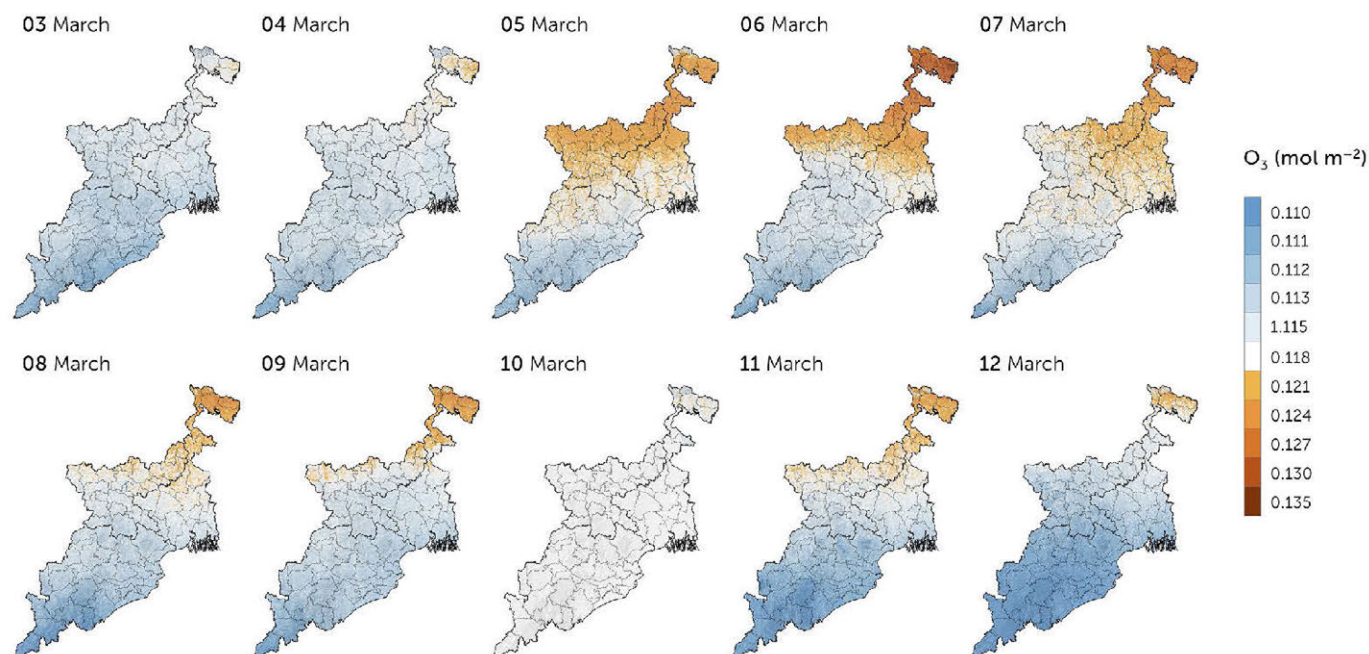 03 March
04 March
05 March
06 March
07 March
O₃ (mol m⁻²)
0.110
0.111
0.112
0.113
1.115
0.118
0.121
0.124
0.127
0.130
0.135
08 March
09 March
10 March
11 March
12 March